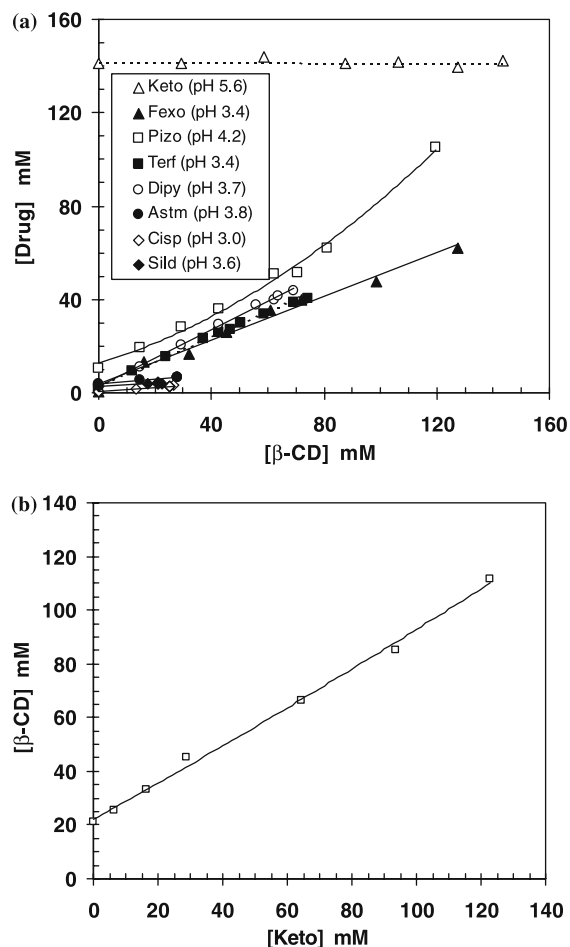 (a)
160
120
80
40
0
[Drug] mM
Keto (pH 5.6)
Fexo (pH 3.4)
Pizo (pH 4.2)
Terf (pH 3.4)
Dipy (pH 3.7)
Astm (pH 3.8)
Cisp (pH 3.0)
Sild (pH 3.6)
0 40 80 120 160
[β-CD] mM
(b)
140
120
100
80
60
40
20
0
[β-CD] mM
0 20 40 60 80 100 120 140
[Keto] mM